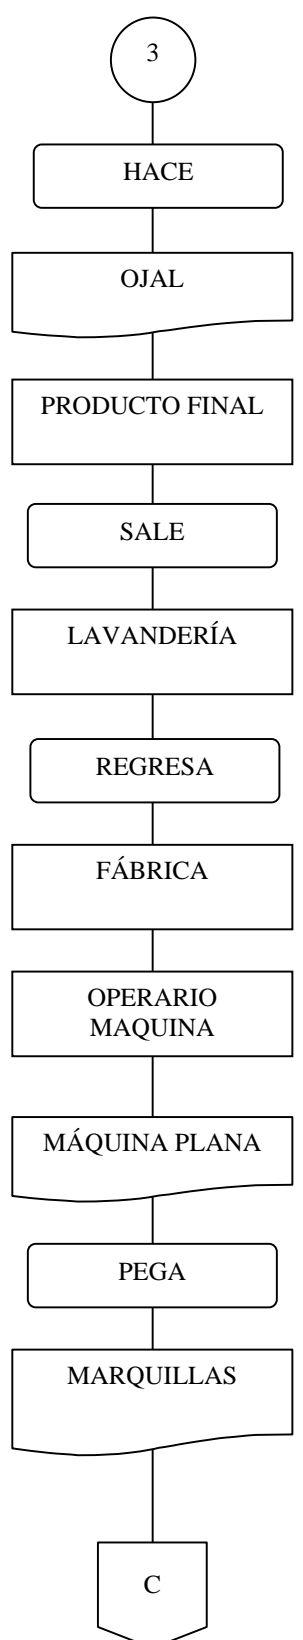 3
HACE
OJAL
PRODUCTO FINAL
SALE
LAVANDERÍA
REGRESA
FÁBRICA
OPERARIO
MAQUINA
MÁQUINA PLANA
PEGA
MARQUILLAS
C